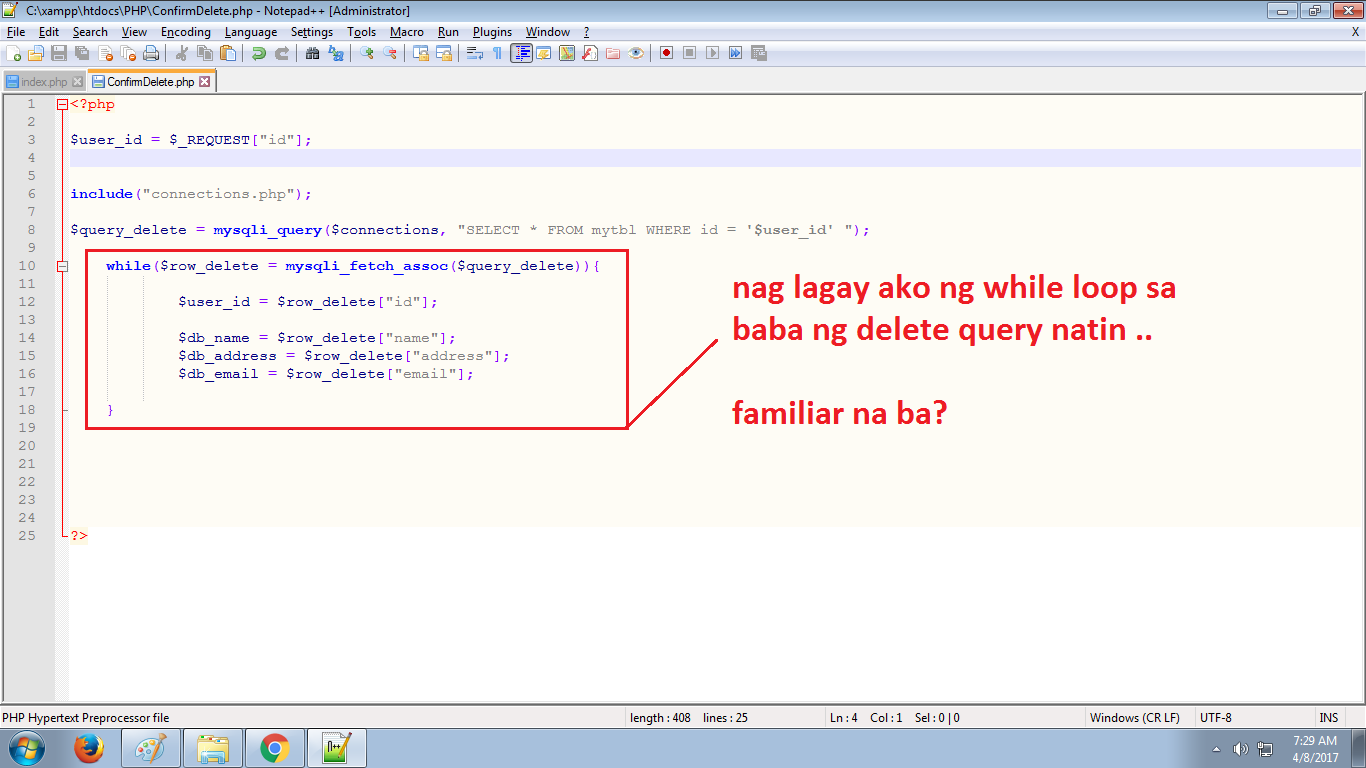 C:\xampp\htdocs\PHP\ConfirmDelete.php - Notepad++ [Administrator]
File Edit Search View Encoding Language Settings Tools Macro Run Plugins Window ? X
index.php ConfirmDelete.php
1 <?php
2
3 $user_id = $_REQUEST["id"];
4
5
6 include("connections.php");
7
8 $query_delete = mysqli_query($connections, "SELECT * FROM mytbl WHERE id = '$user_id' ");
9
10 while($row_delete = mysqli_fetch_assoc($query_delete)){
11
12 $user_id = $row_delete["id"];
13
14 $db_name = $row_delete["name"];
15 $db_address = $row_delete["address"];
16 $db_email = $row_delete["email"];
17
18 }
19
20
21
22
23
24
25 ?>
nag lagay ako ng while loop sa
baba ng delete query natin ..
familiar na ba?
PHP Hypertext Preprocessor file length : 408 lines : 25 Ln : 4 Col : 1 Sel : 0 | 0 Windows (CR LF) UTF-8 INS
7:29 AM
4/8/2017